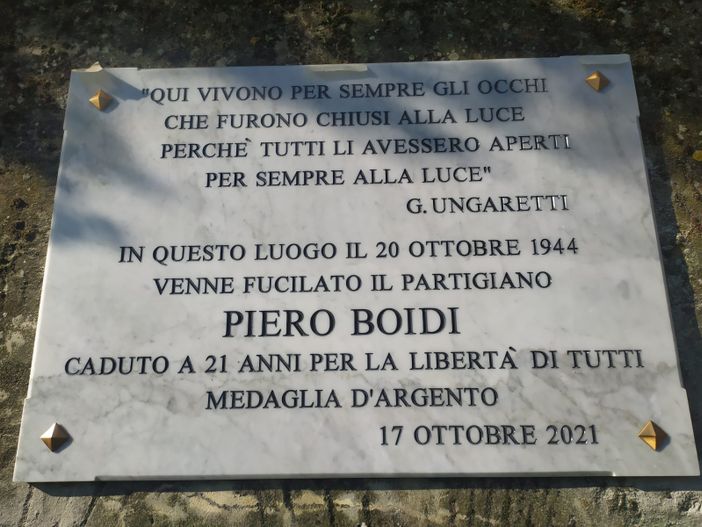 "QUI VIVONO PER SEMPRE GLI OCCHI
CHE FURONO CHIUSI ALLA LUCE
PERCHÈ TUTTI LI AVESSERO APERTI
PER SEMPRE ALLA LUCE"
G. UNGARETTI
IN QUESTO LUOGO IL 20 OTTOBRE 1944
VENNE FUCILATO IL PARTIGIANO
PIERO BOIDI
CADUTO A 21 ANNI PER LA LIBERTÀ DI TUTTI
MEDAGLIA D'ARGENTO
17 OTTOBRE 2021